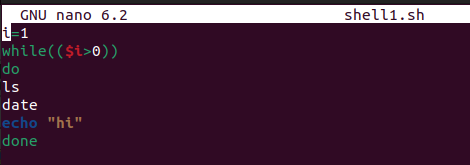 GNU nano 6.2 shell1.sh
i=1
while(($i>0))
do
ls
date
echo "hi"
done